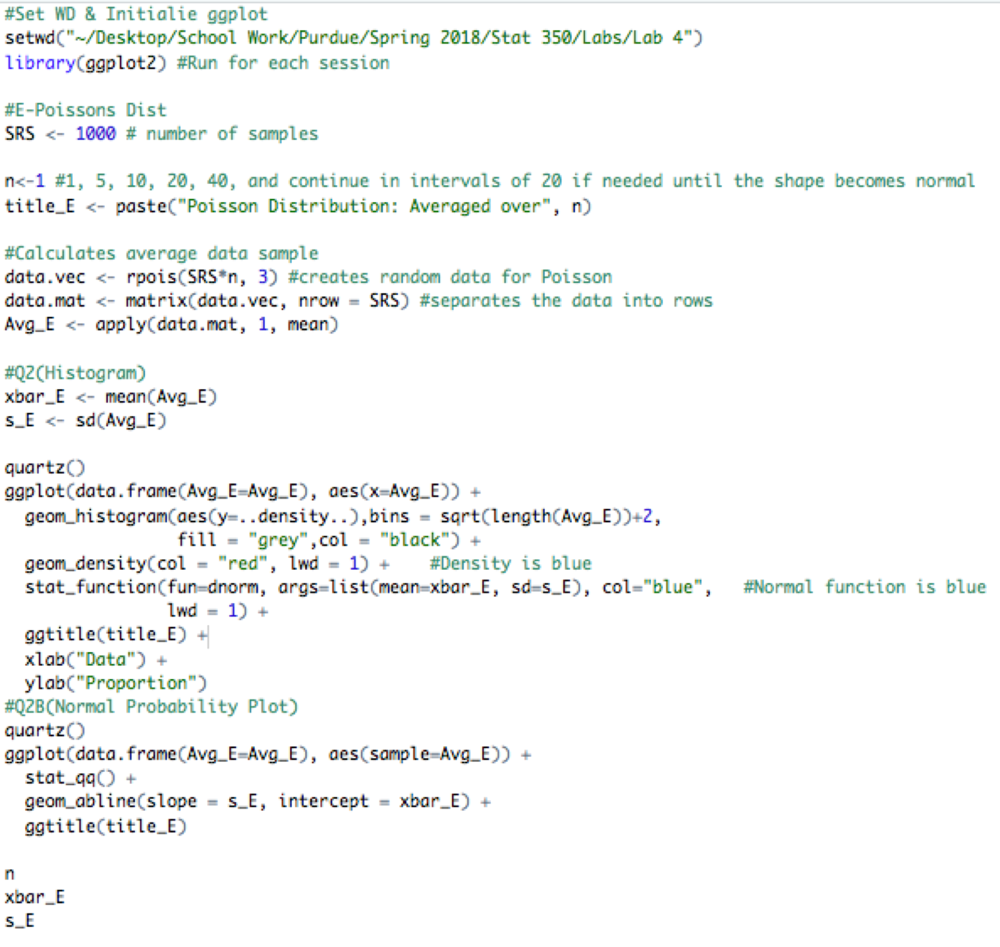 #Set WD & Initialie ggplot
setwd("~/Desktop/School Work/Purdue/Spring 2018/Stat 350/Labs/Lab 4")
library(ggplot2) #Run for each session
#E-Poissons Dist
SRS <- 1000 # number of samples
n<-1 #1, 5, 10, 20, 40, and continue in intervals of 20 if needed until the shape becomes normal
title_E <- paste("Poisson Distribution: Averaged over", n)
#Calculates average data sample
data.vec <- rpois(SRS*n, 3) #creates random data for Poisson
data.mat <- matrix(data.vec, nrow = SRS) #separates the data into rows
Avg_E <- apply(data.mat, 1, mean)
#Q2(Histogram)
xbar_E <- mean(Avg_E)
s_E <- sd(Avg_E)
quartz()
ggplot(data.frame(Avg_E=Avg_E), aes(x=Avg_E)) +
  geom_histogram(aes(y=..density..),bins = sqrt(length(Avg_E))+2,
                 fill = "grey",col = "black") +
  geom_density(col = "red", lwd = 1) +    #Density is blue
  stat_function(fun=dnorm, args=list(mean=xbar_E, sd=s_E), col="blue",   #Normal function is blue
                lwd = 1) +
  ggtitle(title_E) +
  xlab("Data") +
  ylab("Proportion")
#Q2B(Normal Probability Plot)
quartz()
ggplot(data.frame(Avg_E=Avg_E), aes(sample=Avg_E)) +
  stat_qq() +
  geom_abline(slope = s_E, intercept = xbar_E) +
  ggtitle(title_E)
n
xbar_E
s_E